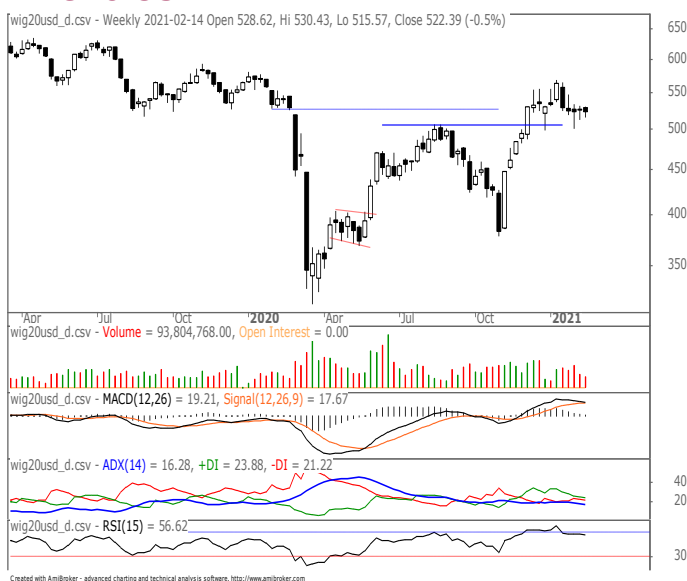 wig20usd_d.csv - Weekly 2021-02-14 Open 528.62, Hi 530.43, Lo 515.57, Close 522.39 (-0.5%)
650
600
550
500
450
400
350
'Apr 'Jul 'Oct '2020 'Apr 'Jul 'Oct '2021
wig20usd_d.csv - Volume = 93,804,768.00, Open Interest = 0.00
wig20usd_d.csv - MACD(12,26) = 19.21, Signal(12,26,9) = 17.67
wig20usd_d.csv - ADX(14) = 16.28, +DI = 23.88, -DI = 21.22
40
20
wig20usd_d.csv - RSI(15) = 56.62
30
Created with AmiBroker - advanced charting and technical analysis software. http://www.amibroker.com